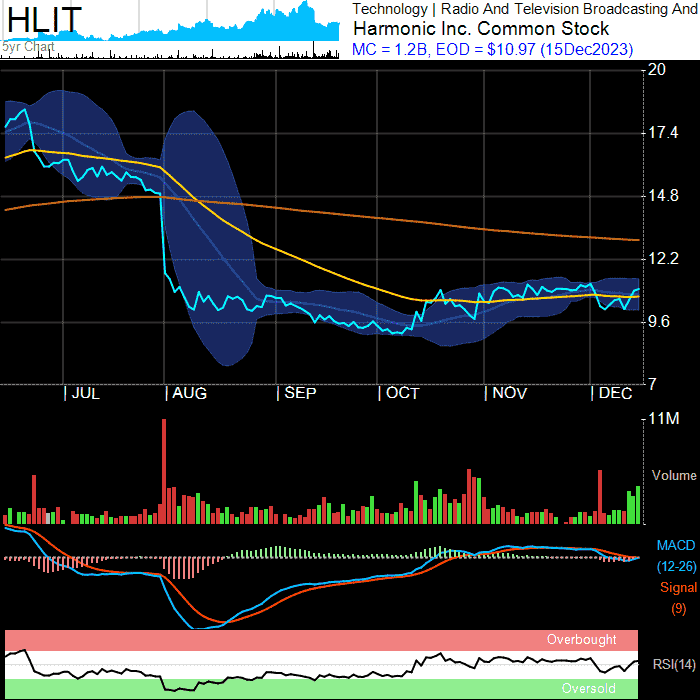 HLIT
5yr Chart
Technology | Radio And Television Broadcasting And
Harmonic Inc. Common Stock
MC = 1.2B, EOD = $10.97 (15Dec2023)
20
17.4
14.8
12.2
9.6
7
| JUL | AUG | SEP | OCT | NOV | DEC
11M
Volume
MACD
(12-26)
Signal
(9)
Overbought
RSI(14)
Oversold